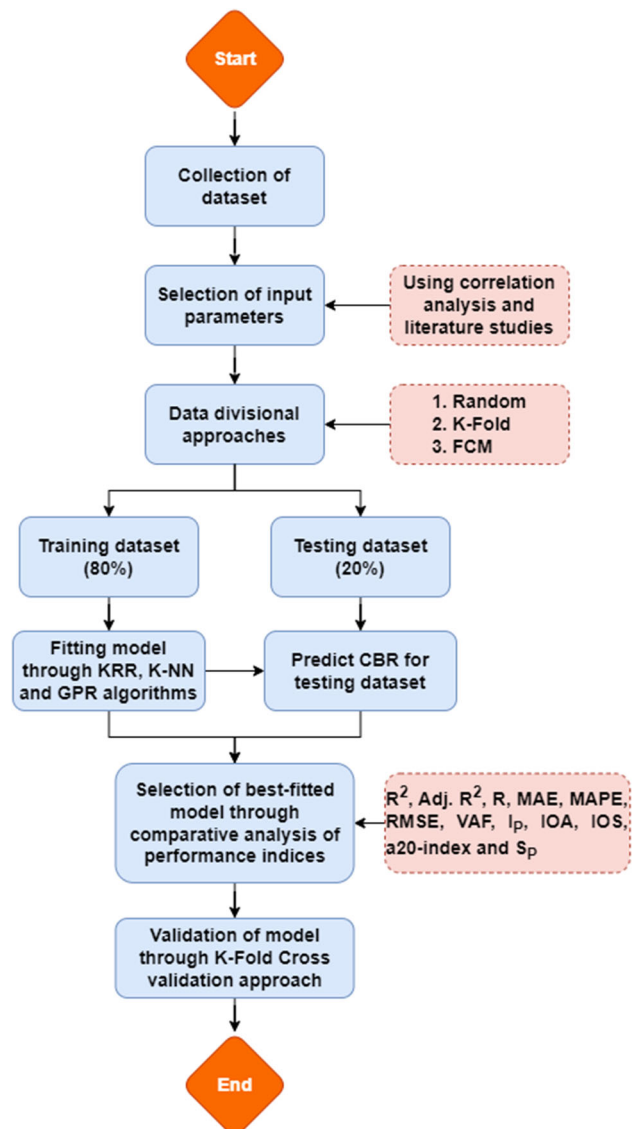 Start
Collection of
dataset
Selection of input
parameters
Using correlation
analysis and
literature studies
Data divisional
approaches
1. Random
2. K-Fold
3. FCM
Training dataset
(80%)
Testing dataset
(20%)
Fitting model
through KRR, K-NN
and GPR algorithms
Predict CBR for
testing dataset
Selection of best-fitted
model through
comparative analysis of
performance indices
R², Adj. R², R, MAE, MAPE,
RMSE, VAF, Iₚ, IOA, IOS,
a20-index and Sₚ
Validation of model
through K-Fold Cross
validation approach
End